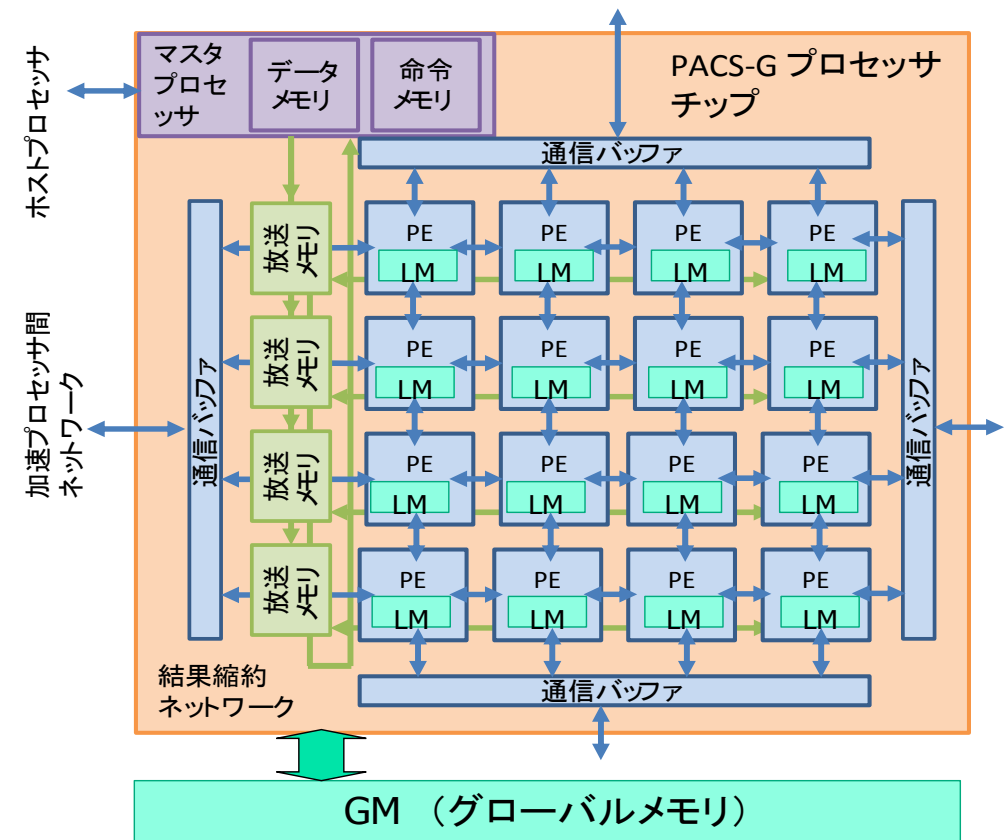 マスタ
プロセ
ッサ
データ
メモリ
命令
メモリ
PACS-G プロセッサ
チップ
ホストプロセッサ
通信バッファ
放送
メモリ
PE
LM
PE
LM
PE
LM
PE
LM
放送
メモリ
PE
LM
PE
LM
PE
LM
PE
LM
加速プロセッサ間
ネットワーク
通信バッファ
通信バッファ
放送
メモリ
PE
LM
PE
LM
PE
LM
PE
LM
放送
メモリ
PE
LM
PE
LM
PE
LM
PE
LM
結果縮約
ネットワーク
通信バッファ
GM （グローバルメモリ）